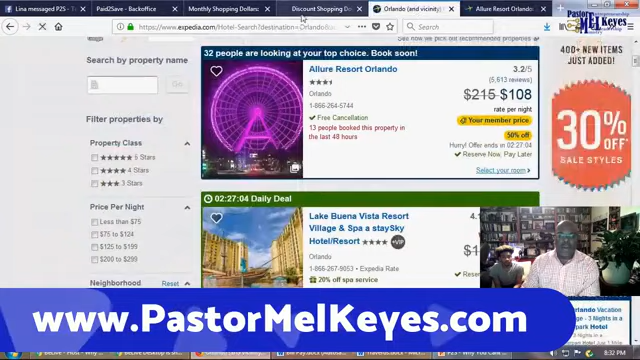 Lina messaged P2S -
Paid2Save - Backoffice
Monthly Shopping Dollars:
Discount Shopping Do
Orlando (and vicinity)
Allure Resort Orlando
https://www.expedia.com/Hotel-Search?destination=Orlando
Search
Pastor
Mel Keyes
32 people are looking at your top choice. Book soon!
Search by property name
Go
Filter properties by
Property Class
5 Stars
4 Stars
3 Stars
Price Per Night
Less than $75
$75 to $124
$125 to $199
$200 to $299
Neighborhood
Reset
Allure Resort Orlando
3.2/5
(5,613 reviews)
Orlando
1-866-264-5744
Free Cancellation
13 people booked this property in
the last 48 hours
$215 $108
rate per night
Your member price
50% off
Hurry! Offer ends in 02:27:04
Reserve Now, Pay Later
Select your room
02:27:04 Daily Deal
Lake Buena Vista Resort
Village & Spa a staySky
Hotel/Resort
+VIP
Orlando
1-866-267-9053 • Expedia Rate
20% off spa service
400+ NEW
ITEMS
JUST ADDED!
30%
OFF*
SALE STYLES
www.PastorMelKeyes.com
8:32 PM